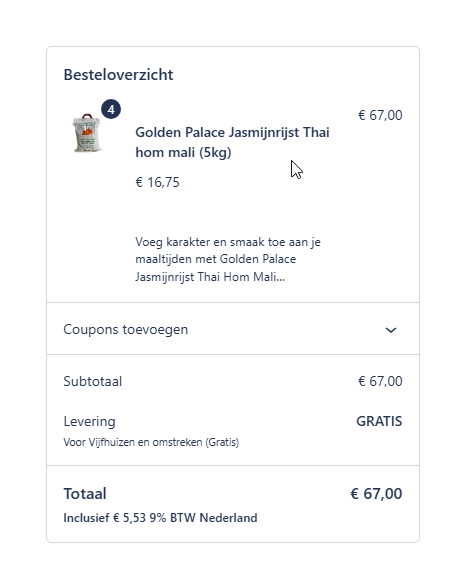 Besteloverzicht
4
€ 67,00
Golden Palace Jasmijnrijst Thai
hom mali (5kg)
€ 16,75
Voeg karakter en smaak toe aan je
maaltijden met Golden Palace
Jasmijnrijst Thai Hom Mali...
Coupons toevoegen
Subtotaal € 67,00
Levering GRATIS
Voor Vijfhuizen en omstreken (Gratis)
Totaal € 67,00
Inclusief € 5,53 9% BTW Nederland